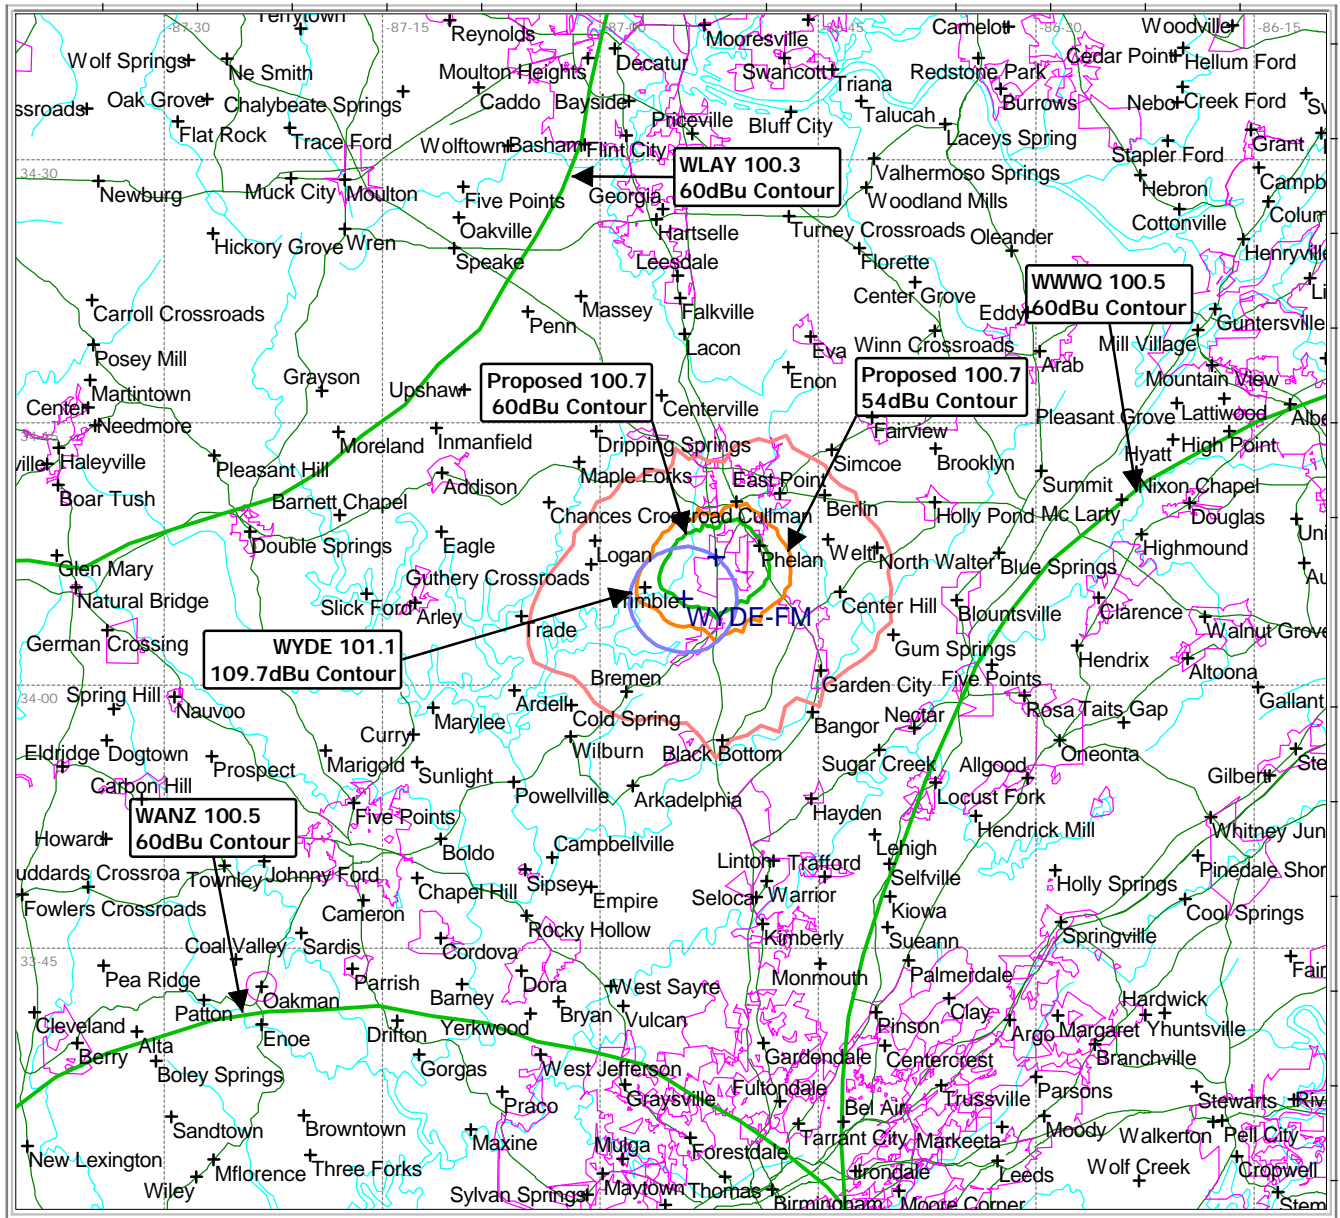 -87-30
Terrytown
-87-15
Reynolds
-87-00
Mooresville
-86-45
Camelot
-86-30
Woodville
-86-15
Wolf Springs
Ne Smith
Moulton Heights
Decatur
Swancott
Triana
Redstone Park
Cedar Point
Hellum Ford
ssroads
Oak Grove
Chalybeate Springs
Caddo
Bayside
Talucah
Burrows
Nebo
Creek Ford
Flat Rock
Trace Ford
Priceville
Bluff City
Laceys Spring
Grant
Wolftown
Basham
Flint City
Stapler Ford
34-30
Newburg
Muck City
Moulton
Five Points
Georgia
WLAY 100.3
60dBu Contour
Valhermoso Springs
Woodland Mills
Hebron
Campb
Cottonville
Colum
Hickory Grove
Wren
Oakville
Speake
Hartselle
Turney Crossroads
Oleander
Henryville
Leesdale
Florette
Center Grove
WWWQ 100.5
60dBu Contour
Li
Carroll Crossroads
Massey
Penn
Falkville
Eddy
Guntersville
Posey Mill
Lacon
Eva
Winn Crossroads
Mill Village
Arab
Martintown
Grayson
Upshaw
Proposed 100.7
60dBu Contour
Enon
Proposed 100.7
54dBu Contour
Mountain View
Center
Centerville
Pleasant Grove
Lattiwood
Albe
Needmore
34-15
Moreland
Inmanfield
Dripping Springs
Fairview
High Point
ville
Haleyville
Pleasant Hill
Maple Forks
Simcoe
Brooklyn
Hyatt
Boar Tush
Addison
East Point
Summit
Nixon Chapel
Barnett Chapel
Chances Crossroad
Cullman
Berlin
Holly Pond
Mc Larty
Douglas
Double Springs
Eagle
Logan
Phelan
Welti
North Walter
Blue Springs
Highmound
Uni
Glen Mary
Guthery Crossroads
Au
Natural Bridge
Slick Ford
Arley
Trimble
WYDE-FM
Center Hill
Blountsville
Clarence
German Crossing
WYDE 101.1
109.7dBu Contour
Trade
Gum Springs
Hendrix
Walnut Grove
Altoona
34-00
Spring Hill
Nauvoo
Bremen
Garden City
Five Points
Gallant
Marylee
Ardell
Cold Spring
Bangor
Nectar
Rosa
Taits Gap
Eldridge
Dogtown
Curry
Wilburn
Black Bottom
Sugar Creek
Oneonta
Prospect
Marigold
Sunlight
Allgood
Gilbert
Ste
Carbon Hill
Powellville
Arkadelphia
Hayden
Locust Fork
WANZ 100.5
60dBu Contour
Five Points
Hendrick Mill
Whitney Jun
Howard
Boldo
Campbellville
Linton
Trafford
Lehigh
uddards Crossroa
Townley
Johnny Ford
Chapel Hill
Sipsey
Empire
Seloca
Warrior
Selfville
Holly Springs
Pinedale Shor
Fowlers Crossroads
Cameron
Rocky Hollow
Kiowa
Cool Springs
Coal Valley
Sardis
Cordova
Kimberly
Sueann
Springville
33-45
Pea Ridge
Parrish
Dora
Monmouth
Palmerdale
Fair
Patton
Oakman
Barney
West Sayre
Cleveland
Enoe
Drifton
Yerkwood
Bryan
Vulcan
Pinson
Clay
Hardwick
Berry
Alta
Argo
Margaret
Yhuntsville
Boley Springs
Gorgas
West Jefferson
Gardendale
Centercrest
Branchville
Praco
Graysville
Fultondale
Trussville
Parsons
Stewarts
Riv
Sandtown
Browntown
Maxine
Mulga
Bel Air
Tarrant City
Markeeta
Moody
Walkerton
Pell City
New Lexington
Mflorence
Three Forks
Forestdale
Irondale
Leeds
Wolf Creek
Cropwell
Wiley
Sylvan Springs
Maytown
Thomas
Birmingham
Moore Corner
Stem